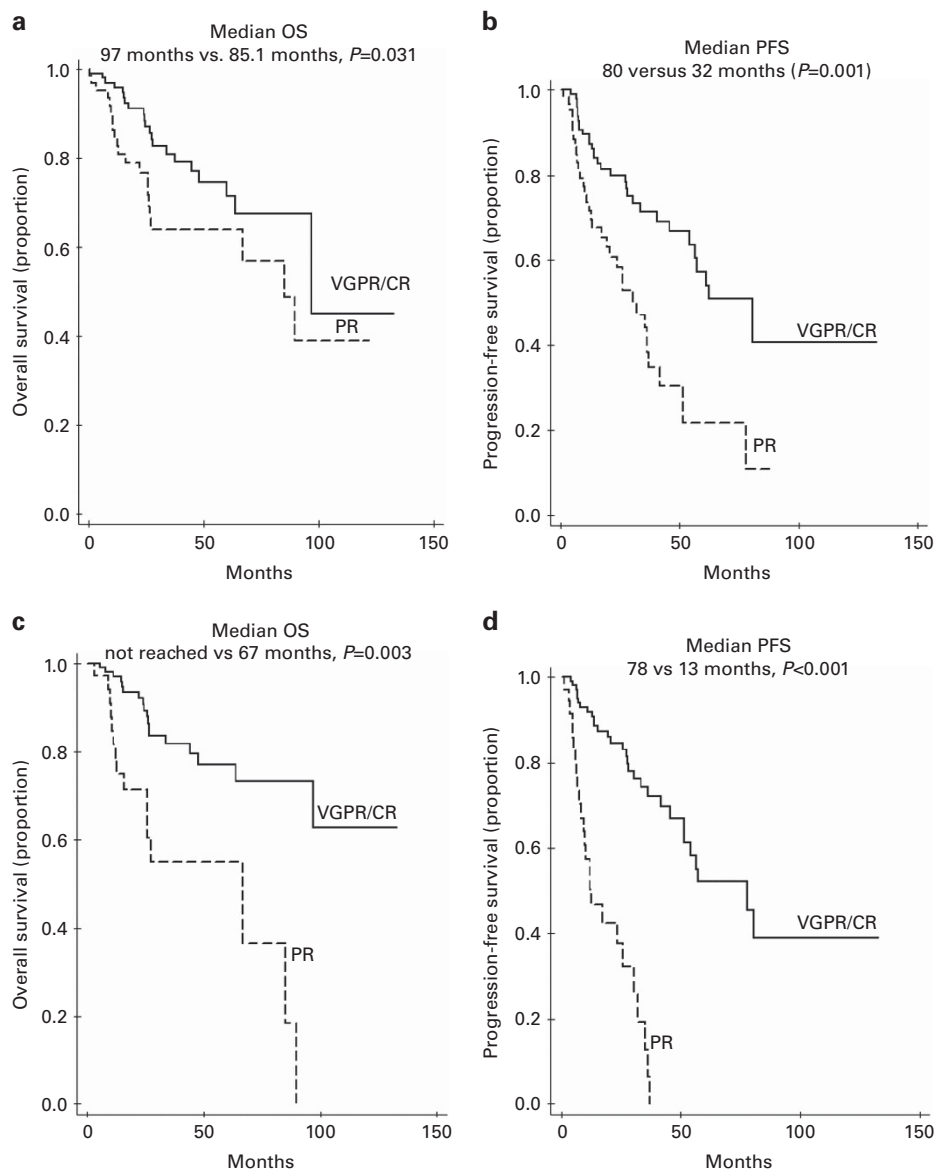 a
Median OS
97 months vs. 85.1 months, P=0.031
Overall survival (proportion)
1.0
0.8
0.6
0.4
0.2
0.0
VGPR/CR
PR
0 50 100 150
Months
b
Median PFS
80 versus 32 months (P=0.001)
Progression-free survival (proportion)
1.0
0.8
0.6
0.4
0.2
0.0
VGPR/CR
PR
0 50 100 150
Months
c
Median OS
not reached vs 67 months, P=0.003
Overall survival (proportion)
1.0
0.8
0.6
0.4
0.2
0.0
VGPR/CR
PR
0 50 100 150
Months
d
Median PFS
78 vs 13 months, P<0.001
Progression-free survival (proportion)
1.0
0.8
0.6
0.4
0.2
0.0
VGPR/CR
PR
0 50 100 150
Months